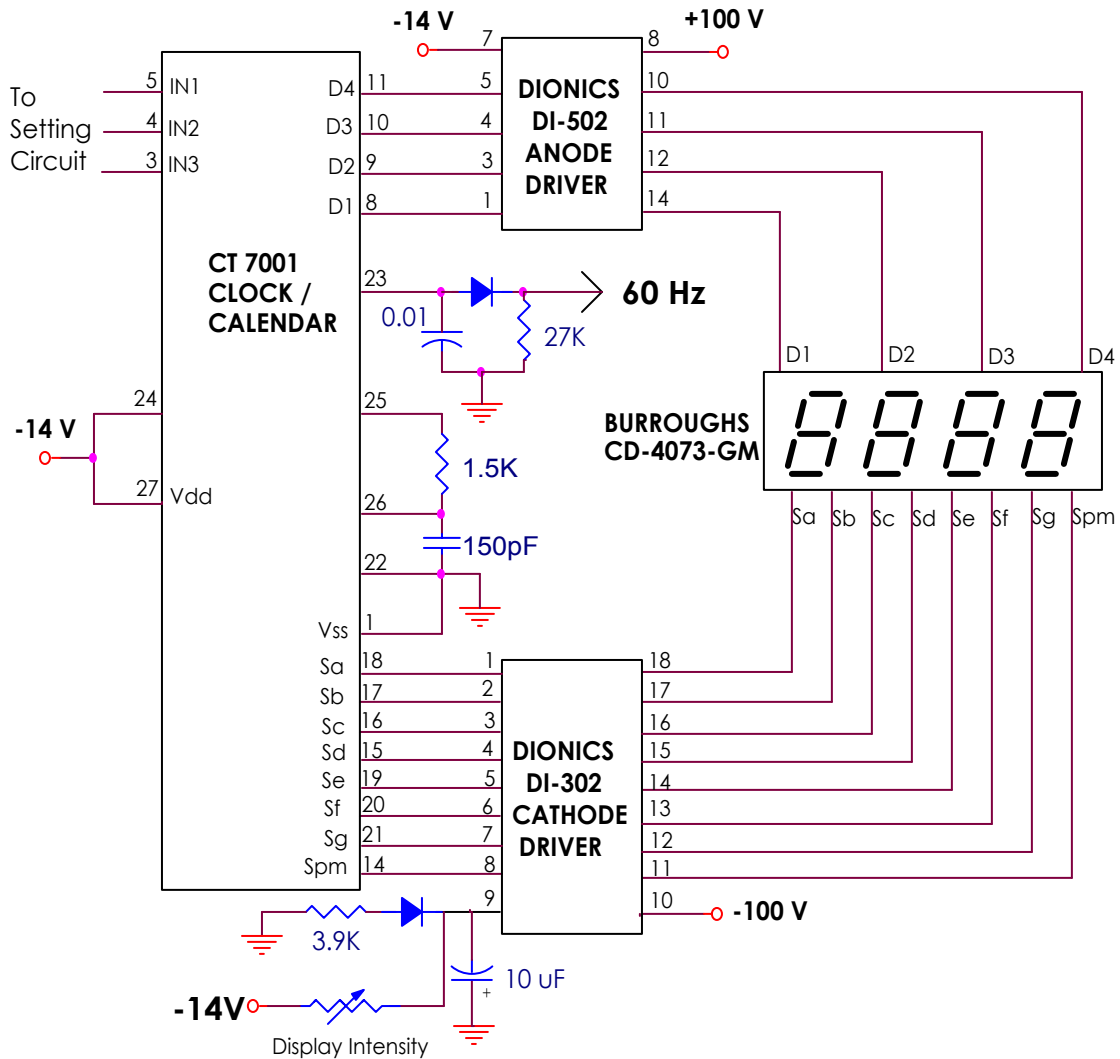 -14 V
+100 V
7
8
DIONICS
DI-502
ANODE
DRIVER
5
10
4
11
3
12
1
14
To
Setting
Circuit
5 IN1
4 IN2
3 IN3
D4 11
D3 10
D2 9
D1 8
CT 7001
CLOCK /
CALENDAR
23
0.01
27K
60 Hz
D1
D2
D3
D4
BURROUGHS
CD-4073-GM
Sa
Sb
Sc
Sd
Se
Sf
Sg
Spm
24
-14 V
27 Vdd
25
1.5K
26
150pF
22
Vss 1
Sa 18
Sb 17
Sc 16
Sd 15
Se 19
Sf 20
Sg 21
Spm 14
1
2
3
4
5
6
7
8
9
DIONICS
DI-302
CATHODE
DRIVER
18
17
16
15
14
13
12
11
10
-100 V
3.9K
10 uF
+
-14V
Display Intensity